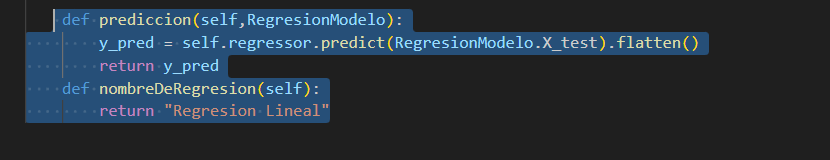 def prediccion(self,RegresionModelo):
y_pred = self.regressor.predict(RegresionModelo.X_test).flatten()
return y_pred
def nombreDeRegresion(self):
return "Regresion Lineal"